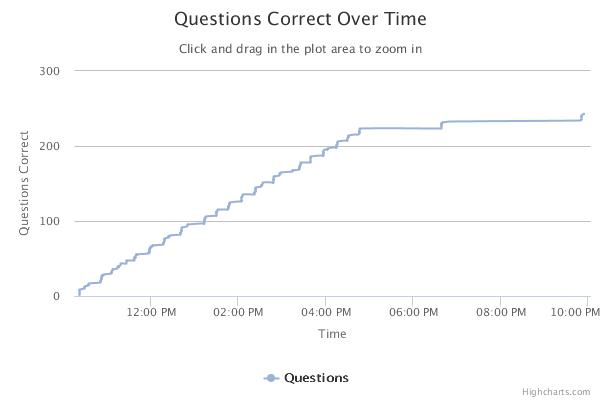 Questions Correct Over Time
Click and drag in the plot area to zoom in
Questions Correct
300
200
100
0
12:00 PM 02:00 PM 04:00 PM 06:00 PM 08:00 PM 10:00 PM
Time
Questions
Highcharts.com